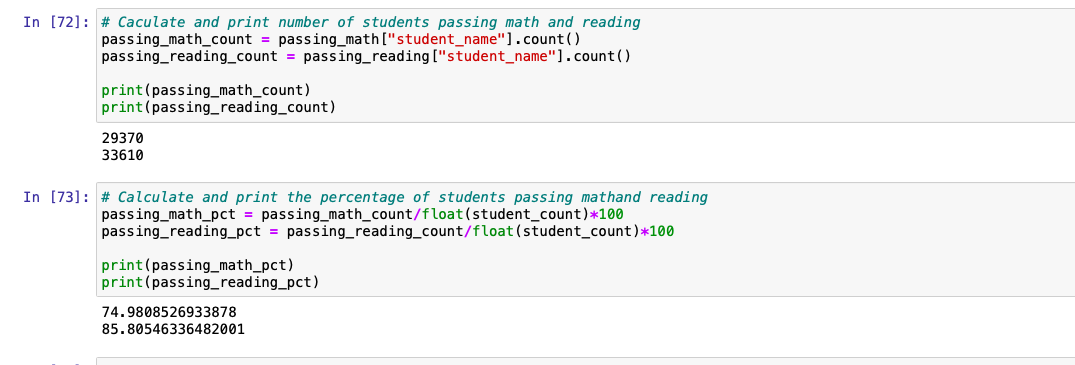 In [72]: # Caculate and print number of students passing math and reading
passing_math_count = passing_math["student_name"].count()
passing_reading_count = passing_reading["student_name"].count()
print(passing_math_count)
print(passing_reading_count)
29370
33610
In [73]: # Calculate and print the percentage of students passing mathand reading
passing_math_pct = passing_math_count/float(student_count)*100
passing_reading_pct = passing_reading_count/float(student_count)*100
print(passing_math_pct)
print(passing_reading_pct)
74.9808526933878
85.80546336482001